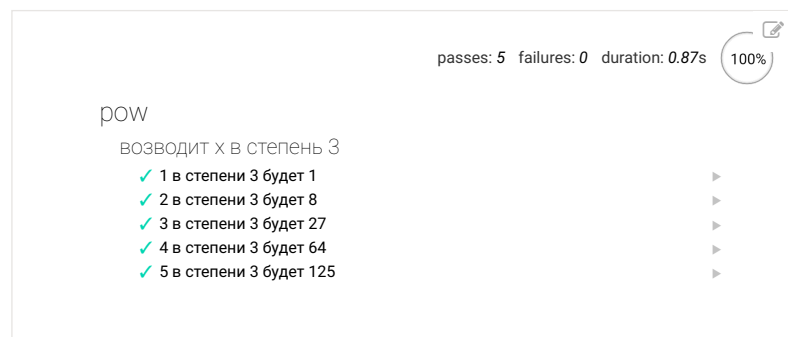 passes: 5 failures: 0 duration: 0.87s 100%
pow
возводит x в степень 3
✓ 1 в степени 3 будет 1
✓ 2 в степени 3 будет 8
✓ 3 в степени 3 будет 27
✓ 4 в степени 3 будет 64
✓ 5 в степени 3 будет 125